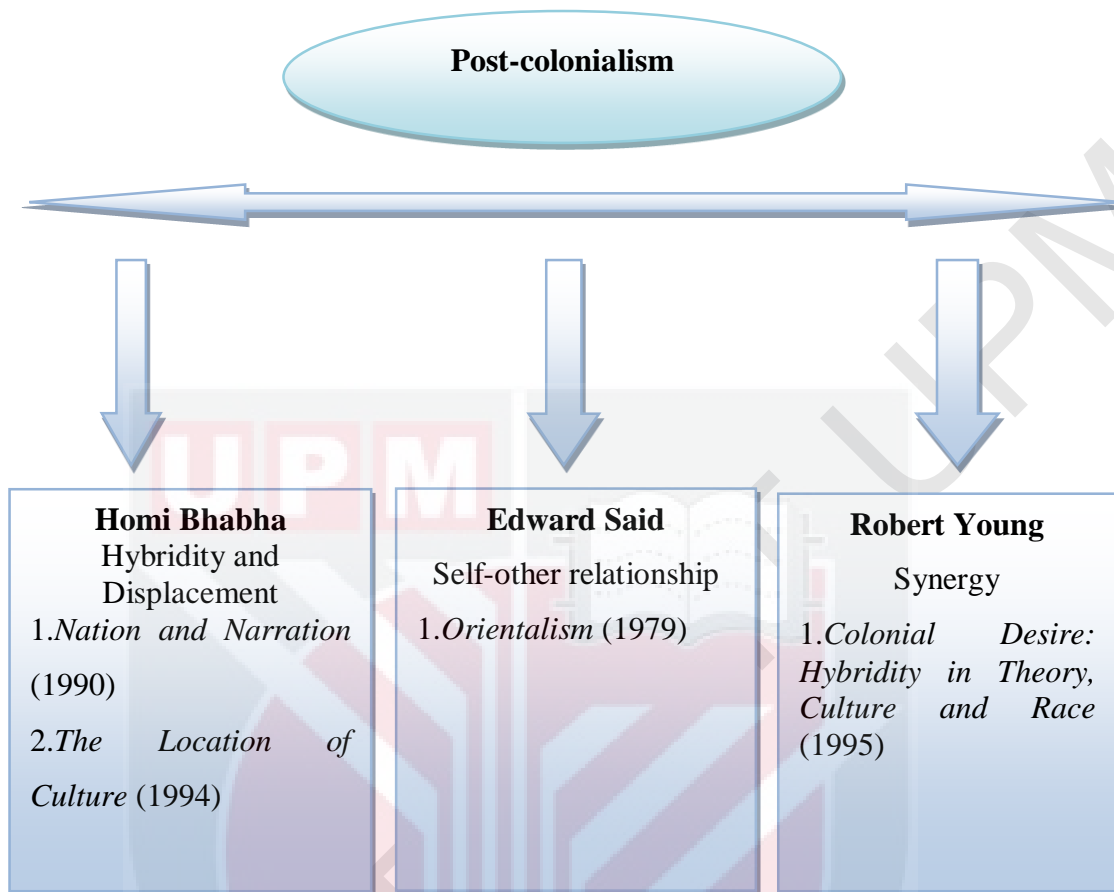 Post-colonialism
Homi Bhabha
Hybridity and
Displacement
1.Nation and Narration
(1990)
2.The Location of
Culture (1994)
Edward Said
Self-other relationship
1.Orientalism (1979)
Robert Young
Synergy
1.Colonial Desire:
Hybridity in Theory,
Culture and Race
(1995)
UPM
UPM